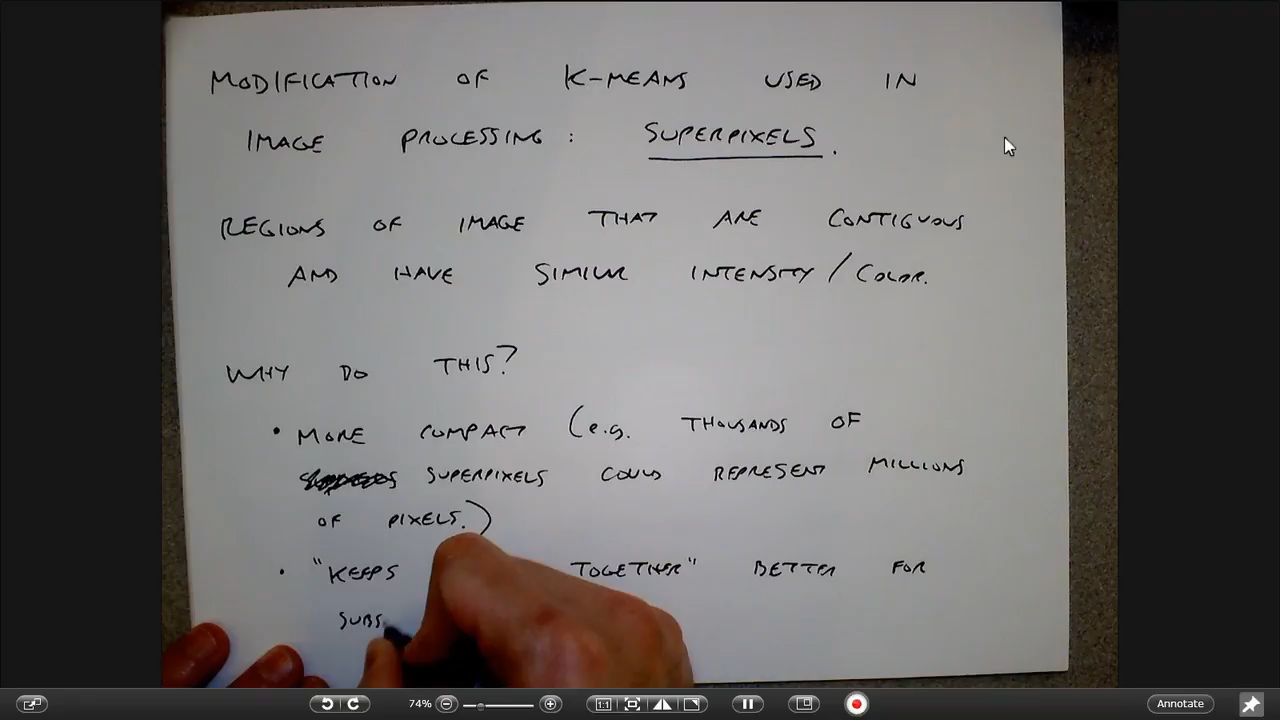 MODIFICATION OF K-MEANS USED IN
IMAGE PROCESSING: SUPERPIXELS.
REGIONS OF IMAGE THAT ARE CONTIGUOUS
AND HAVE SIMILAR INTENSITY/COLOR.
WHY DO THIS?
• MORE COMPACT (e.g. THOUSANDS OF
SUPERPIXELS COULD REPRESENT MILLIONS
OF PIXELS.)
• "KEEPS TOGETHER" BETTER FOR
SUBS
74%
1:1
Annotate